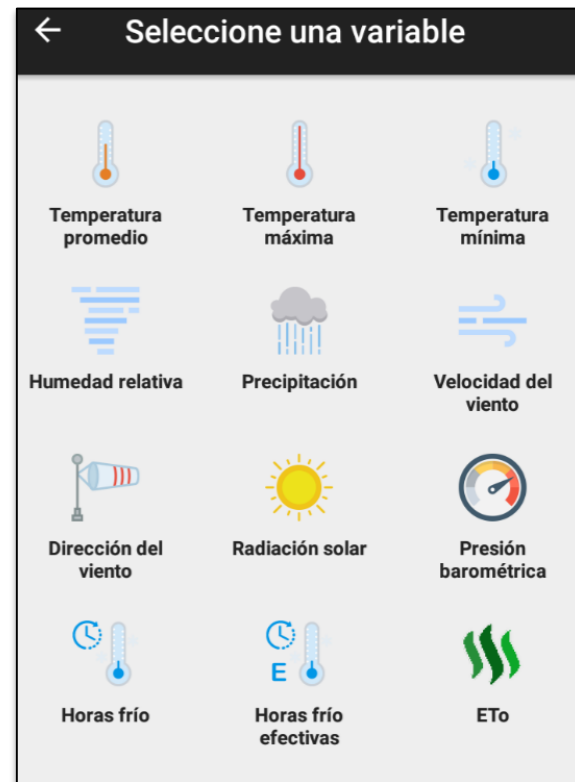 Seleccione una variable
Temperatura
promedio
Temperatura
máxima
Temperatura
mínima
Humedad relativa
Precipitación
Velocidad del
viento
Dirección del
viento
Radiación solar
Presión
barométrica
Horas frío
E
Horas frío
efectivas
ETo